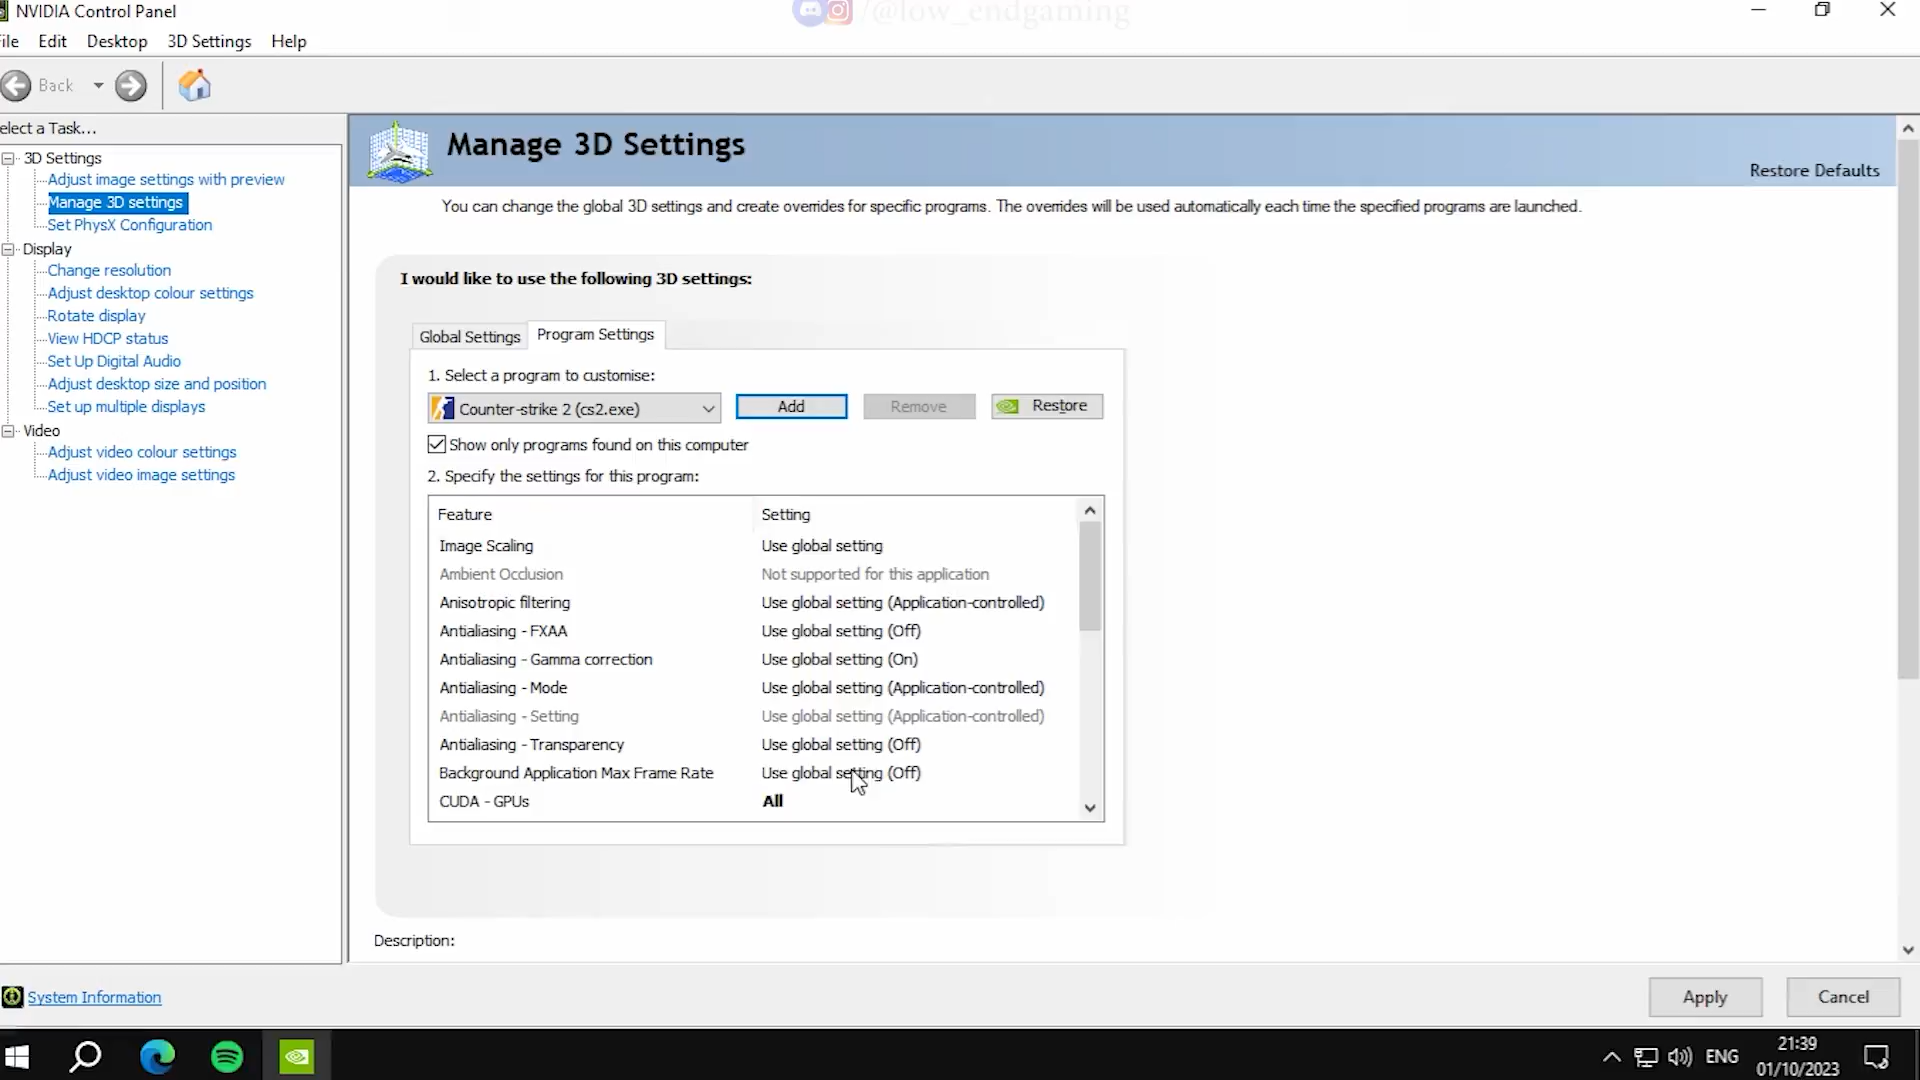 NVIDIA Control Panel
/@low_endgaming
ile Edit Desktop 3D Settings Help
Back
elect a Task...
3D Settings
Adjust image settings with preview
Manage 3D settings
Set PhysX Configuration
Display
Change resolution
Adjust desktop colour settings
Rotate display
View HDCP status
Set Up Digital Audio
Adjust desktop size and position
Set up multiple displays
Video
Adjust video colour settings
Adjust video image settings
System Information
Manage 3D Settings
Restore Defaults
You can change the global 3D settings and create overrides for specific programs. The overrides will be used automatically each time the specified programs are launched.
I would like to use the following 3D settings:
Global Settings Program Settings
1. Select a program to customise:
Counter-strike 2 (cs2.exe) Add Remove Restore
Show only programs found on this computer
2. Specify the settings for this program:
Feature Setting
Image Scaling Use global setting
Ambient Occlusion Not supported for this application
Anisotropic filtering Use global setting (Application-controlled)
Antialiasing - FXAA Use global setting (Off)
Antialiasing - Gamma correction Use global setting (On)
Antialiasing - Mode Use global setting (Application-controlled)
Antialiasing - Setting Use global setting (Application-controlled)
Antialiasing - Transparency Use global setting (Off)
Background Application Max Frame Rate Use global setting (Off)
CUDA - GPUs All
Description:
Apply Cancel
ENG
21:39
01/10/2023